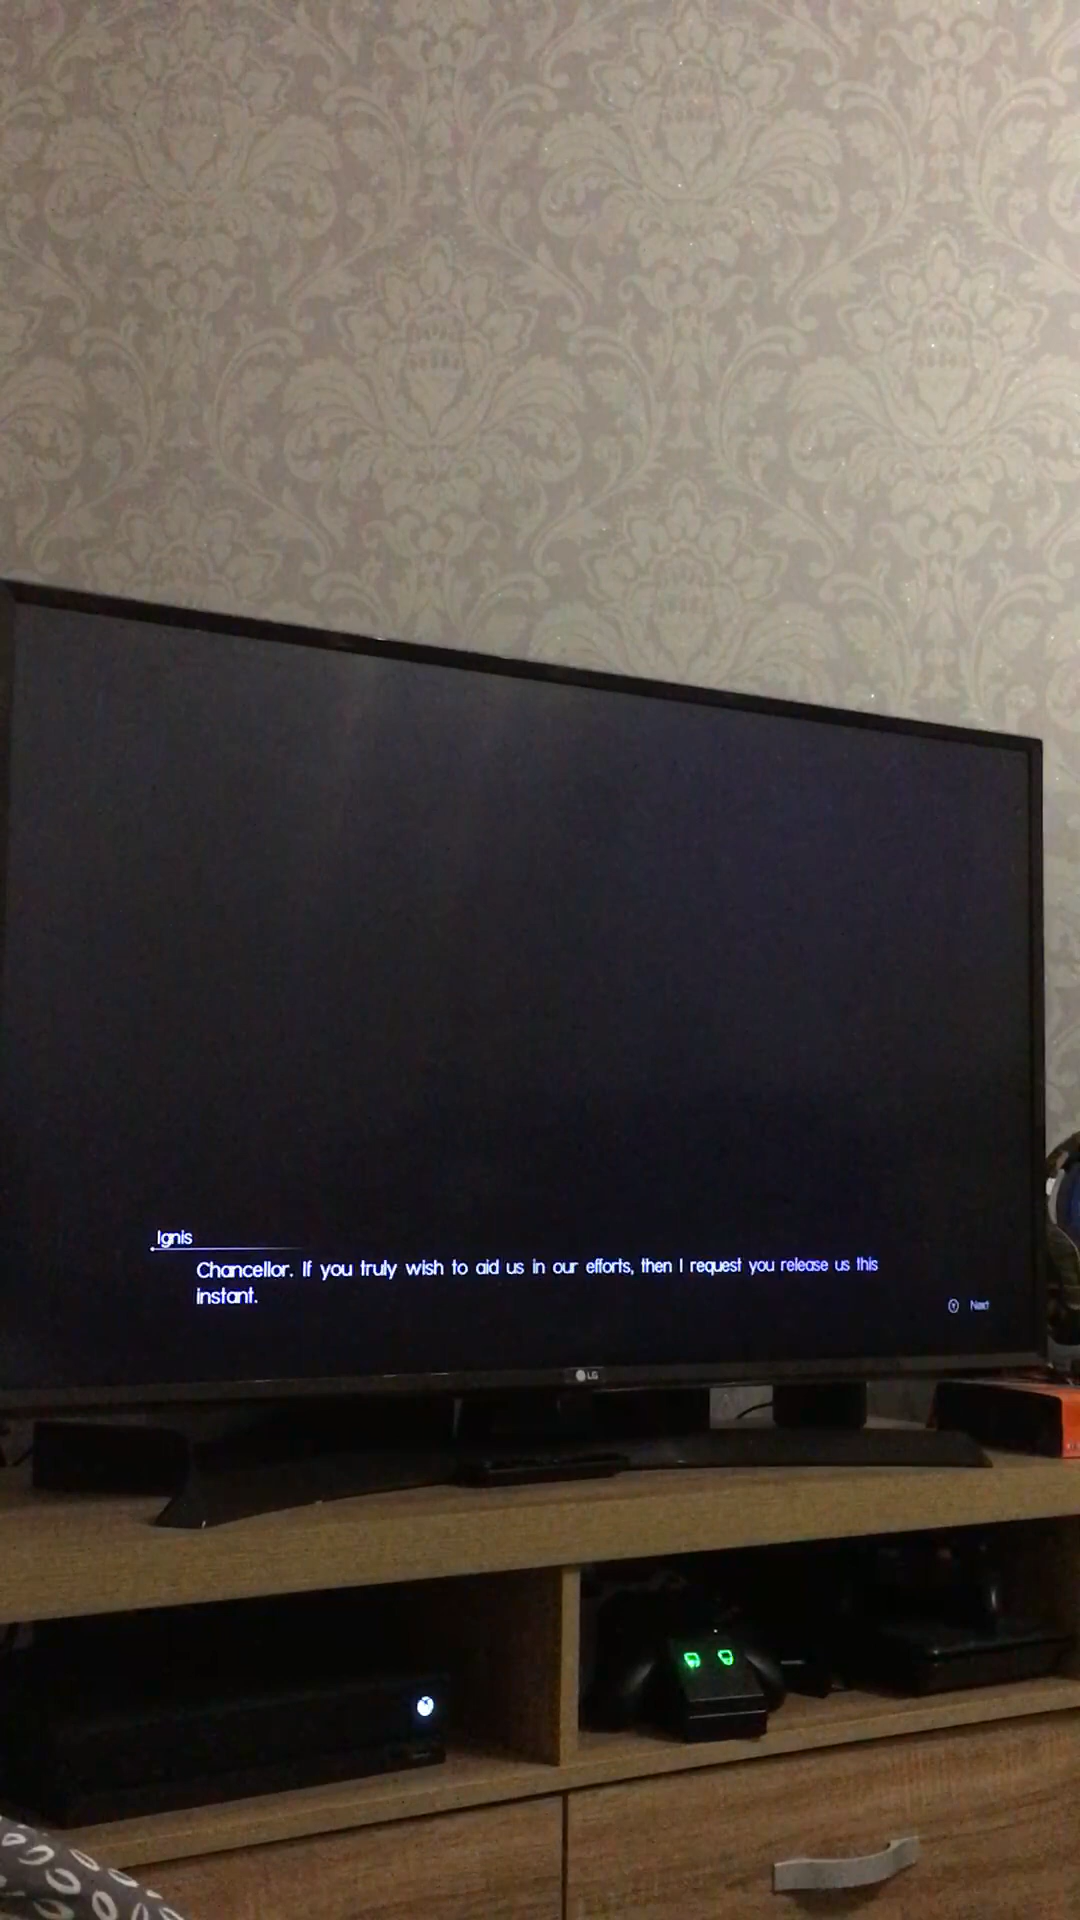 Ignis
Chancellor. If you truly wish to aid us in our efforts, then I request you release us this
instant.
Y Next
LG